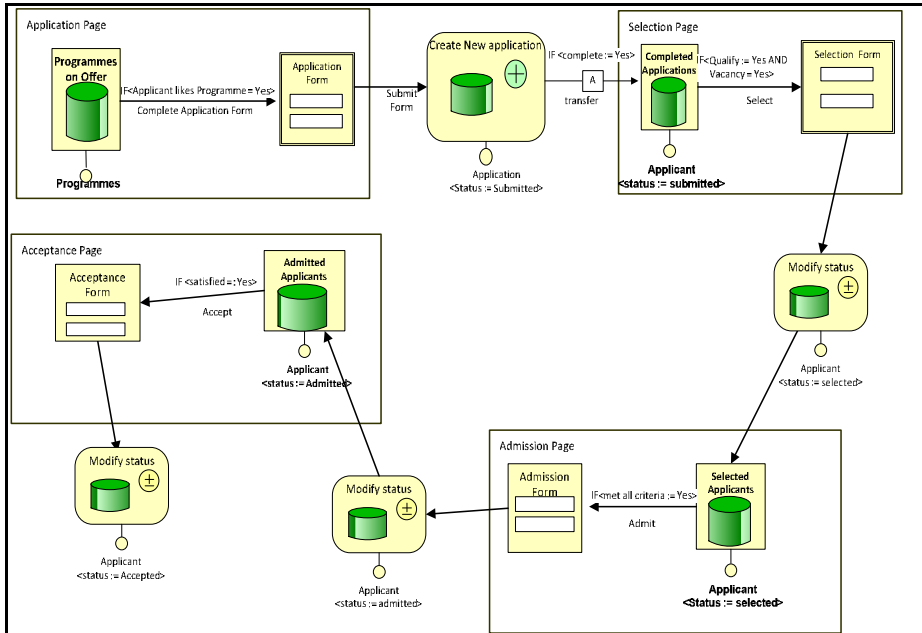 Application Page
Programmes
on Offer
IF<Applicant likes Programme = Yes>
Complete Application Form
Programmes
Application
Form
Submit
Form
Create New application
Application
<Status := Submitted>
IF <complete := Yes>
A
transfer
Selection Page
Completed
Applications
IF<Qualify := Yes AND
Vacancy = Yes>
Select
Selection Form
Applicant
<status := submitted>
Modify status
Applicant
<status := selected>
Acceptance Page
Acceptance
Form
IF <satisfied =: Yes>
Accept
Admitted
Applicants
Applicant
<status := Admitted>
Modify status
Applicant
<status := Accepted>
Modify status
Applicant
<status := admitted>
Admission Page
Admission
Form
IF<met all criteria := Yes>
Admit
Selected
Applicants
Applicant
<Status := selected>